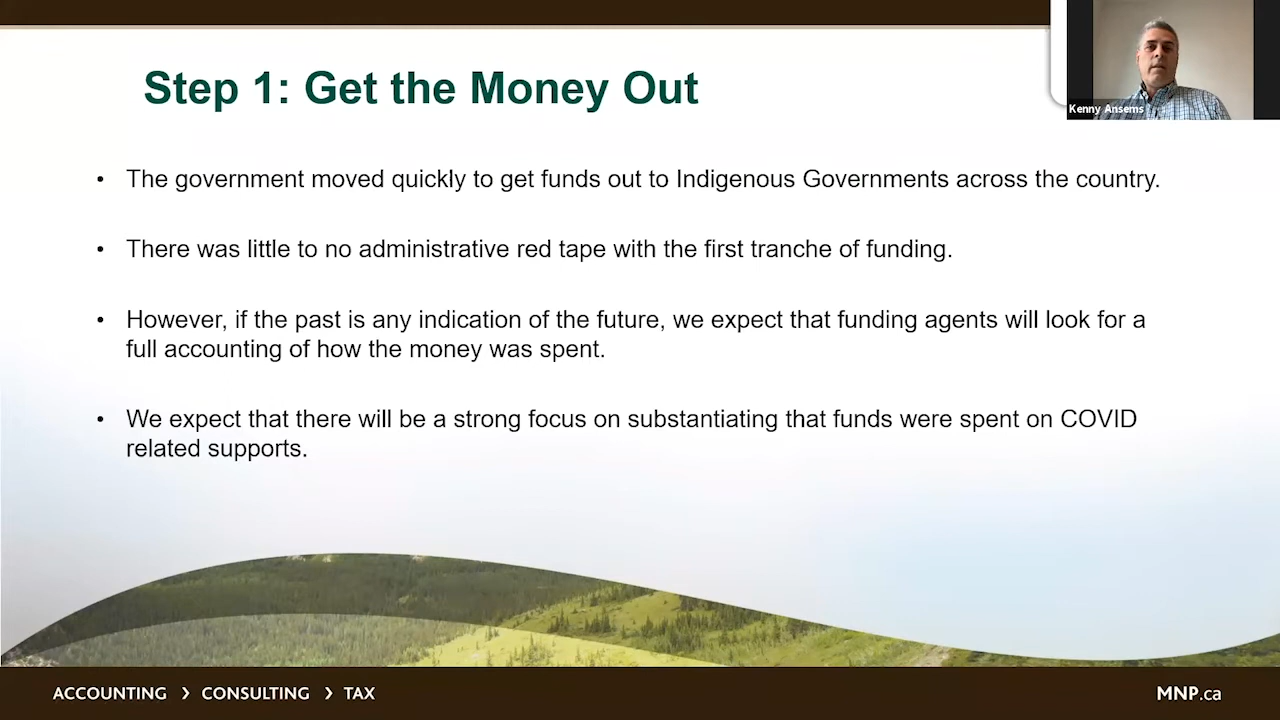 Step 1: Get the Money Out
Kenny Ansems
• The government moved quickly to get funds out to Indigenous Governments across the country.
• There was little to no administrative red tape with the first tranche of funding.
• However, if the past is any indication of the future, we expect that funding agents will look for a
full accounting of how the money was spent.
• We expect that there will be a strong focus on substantiating that funds were spent on COVID
related supports.
ACCOUNTING › CONSULTING › TAX
MNP.ca